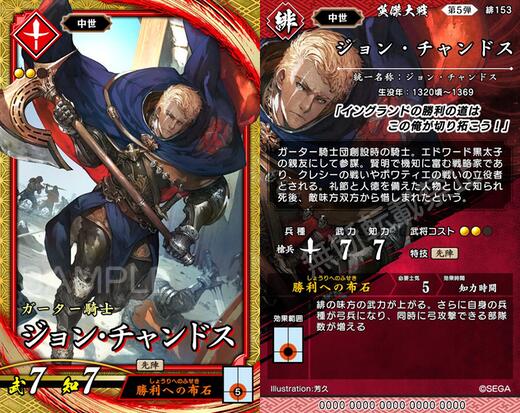 中世
SAMPLE
ガーター騎士
ジョン・チャンドス
先陣
武7 知7
しょうりへのふせき
勝利への布石
5
緋
中世
英傑大戦
第5弾
緋153
ジョン・チャンドス
統一名称:ジョン・チャンドス
生没年:1320頃~1369
「イングランドの勝利の道は
この俺が切り拓こう!」
ガーター騎士団創設時の騎士。エドワード黒太子
の親友にして参謀。賢明で機知に富む戦略家であ
り、クレシーの戦いやポワティエの戦いの立役者
とされる。礼節と人徳を備えた人物として知られ
死後、敵味方双方から惜しまれたという。
兵種 武力 知力 武将コスト
槍兵 7 7 特技 先陣
しょうりへのふせき 必要士気 効果時間
勝利への布石 5 知力時間
効果範囲
緋の味方の武力が上がる。さらに自身の兵
種が弓兵になり、同時に弓攻撃できる部隊
数が増える
Illustration:芳久
©SEGA
0000-0000-0000-0000-0000